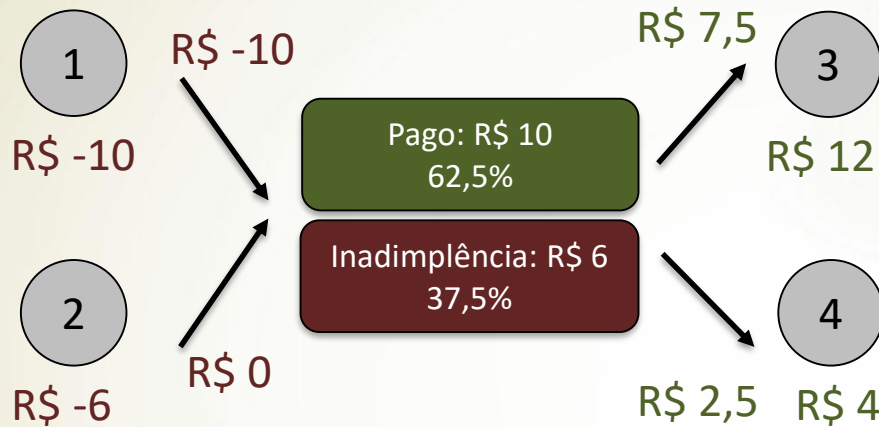 1
R$ -10
R$ -10
2
R$ 0
R$ -6
Pago: R$ 10
62,5%
Inadimplência: R$ 6
37,5%
R$ 7,5
3
R$ 12
4
R$ 2,5
R$ 4